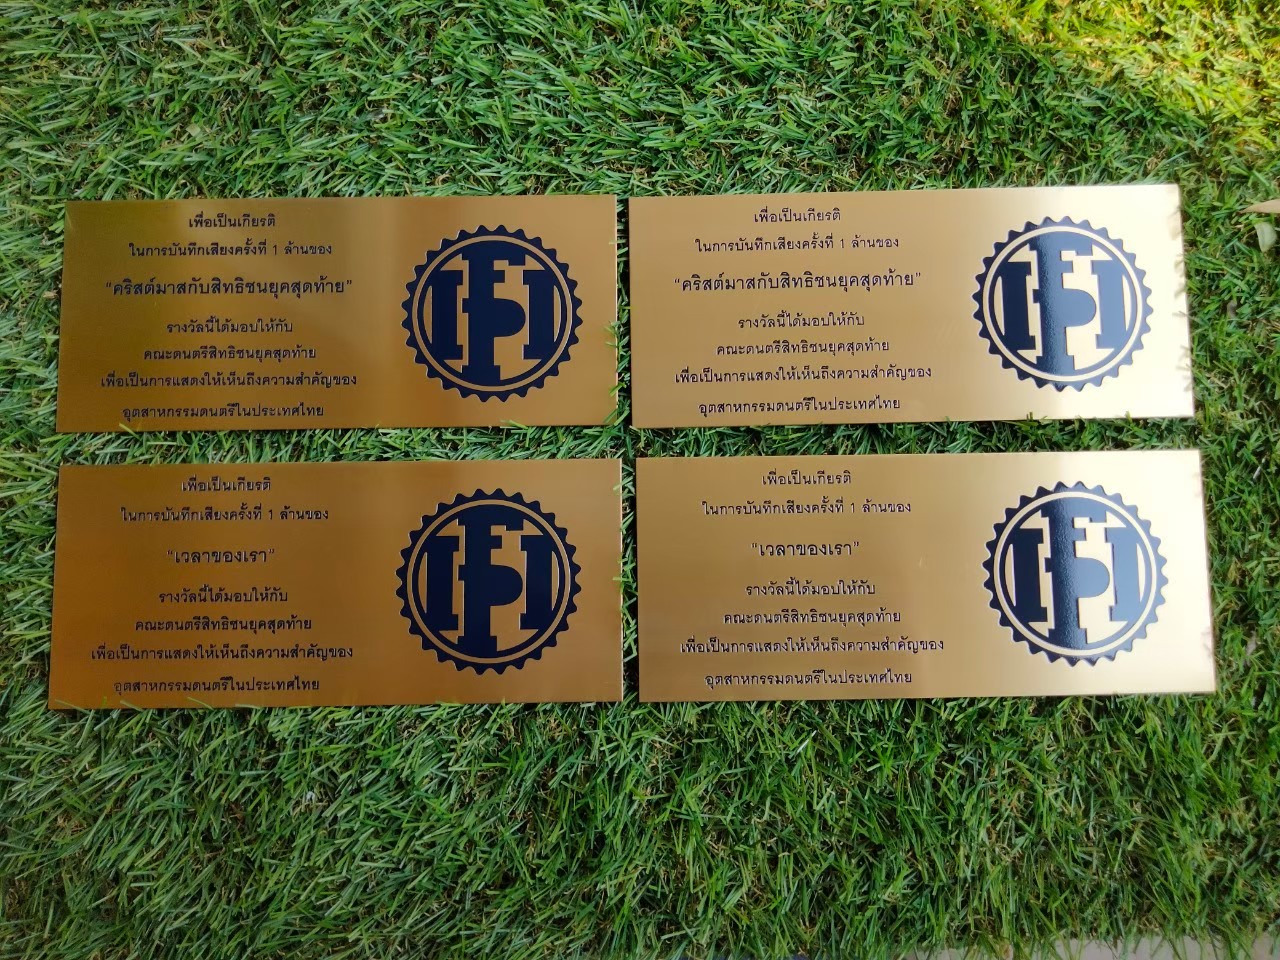 เพื่อเป็นเกียรติ
ในการบันทึกเสียงครั้งที่ 1 ล้านของ
“คริสต์มาสกับสิทธิชนยุคสุดท้าย”
รางวัลนี้ได้มอบให้กับ
คณะดนตรีสิทธิชนยุคสุดท้าย
เพื่อเป็นการแสดงให้เห็นถึงความสำคัญของ
อุตสาหกรรมดนตรีในประเทศไทย
เพื่อเป็นเกียรติ
ในการบันทึกเสียงครั้งที่ 1 ล้านของ
“คริสต์มาสกับสิทธิชนยุคสุดท้าย”
รางวัลนี้ได้มอบให้กับ
คณะดนตรีสิทธิชนยุคสุดท้าย
เพื่อเป็นการแสดงให้เห็นถึงความสำคัญของ
อุตสาหกรรมดนตรีในประเทศไทย
เพื่อเป็นเกียรติ
ในการบันทึกเสียงครั้งที่ 1 ล้านของ
“เวลาของเรา”
รางวัลนี้ได้มอบให้กับ
คณะดนตรีสิทธิชนยุคสุดท้าย
เพื่อเป็นการแสดงให้เห็นถึงความสำคัญของ
อุตสาหกรรมดนตรีในประเทศไทย
เพื่อเป็นเกียรติ
ในการบันทึกเสียงครั้งที่ 1 ล้านของ
“เวลาของเรา”
รางวัลนี้ได้มอบให้กับ
คณะดนตรีสิทธิชนยุคสุดท้าย
เพื่อเป็นการแสดงให้เห็นถึงความสำคัญของ
อุตสาหกรรมดนตรีในประเทศไทย